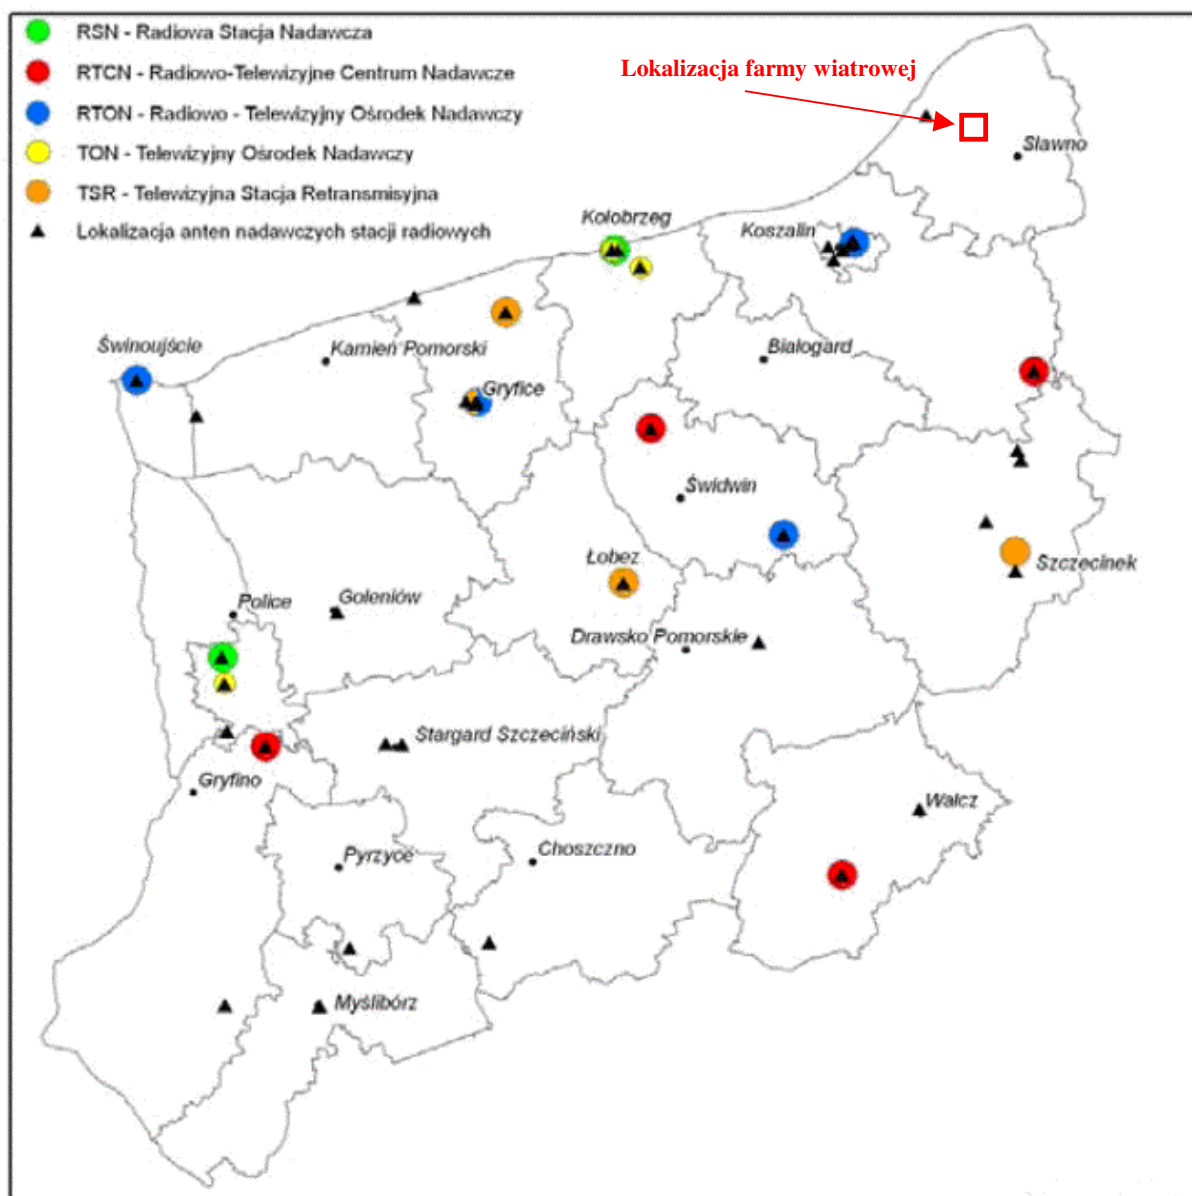 RSN - Radiowa Stacja Nadawcza
RTCN - Radiowo-Telewizyjne Centrum Nadawcze
RTON - Radiowo - Telewizyjny Ośrodek Nadawczy
TON - Telewizyjny Ośrodek Nadawczy
TSR - Telewizyjna Stacja Retransmisyjna
Lokalizacja anten nadawczych stacji radiowych
Lokalizacja farmy wiatrowej
Sławno
Kołobrzeg
Koszalin
Świnoujście
Kamień Pomorski
Białogard
Gryfice
Świdwin
Łobez
Szczecinek
Police
Goleniów
Drawsko Pomorskie
Stargard Szczeciński
Gryfino
Wałcz
Pyrzyce
Choszczno
Myślibórz